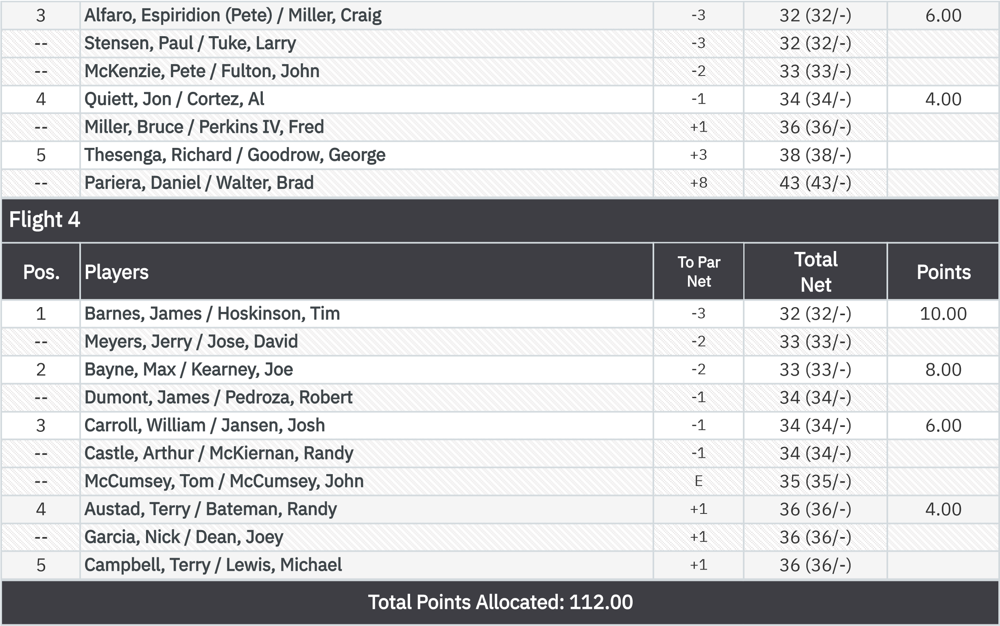 3 Alfaro, Espiridion (Pete) / Miller, Craig -3 32 (32/-) 6.00
-- Stensen, Paul / Tuke, Larry -3 32 (32/-)
-- McKenzie, Pete / Fulton, John -2 33 (33/-)
4 Quiett, Jon / Cortez, Al -1 34 (34/-) 4.00
-- Miller, Bruce / Perkins IV, Fred +1 36 (36/-)
5 Thesenga, Richard / Goodrow, George +3 38 (38/-)
-- Pariera, Daniel / Walter, Brad +8 43 (43/-)
Flight 4
Pos. Players To Par Net Total Net Points
1 Barnes, James / Hoskinson, Tim -3 32 (32/-) 10.00
-- Meyers, Jerry / Jose, David -2 33 (33/-)
2 Bayne, Max / Kearney, Joe -2 33 (33/-) 8.00
-- Dumont, James / Pedroza, Robert -1 34 (34/-)
3 Carroll, William / Jansen, Josh -1 34 (34/-) 6.00
-- Castle, Arthur / McKiernan, Randy -1 34 (34/-)
-- McCumsey, Tom / McCumsey, John E 35 (35/-)
4 Austad, Terry / Bateman, Randy +1 36 (36/-) 4.00
-- Garcia, Nick / Dean, Joey +1 36 (36/-)
5 Campbell, Terry / Lewis, Michael +1 36 (36/-)
Total Points Allocated: 112.00